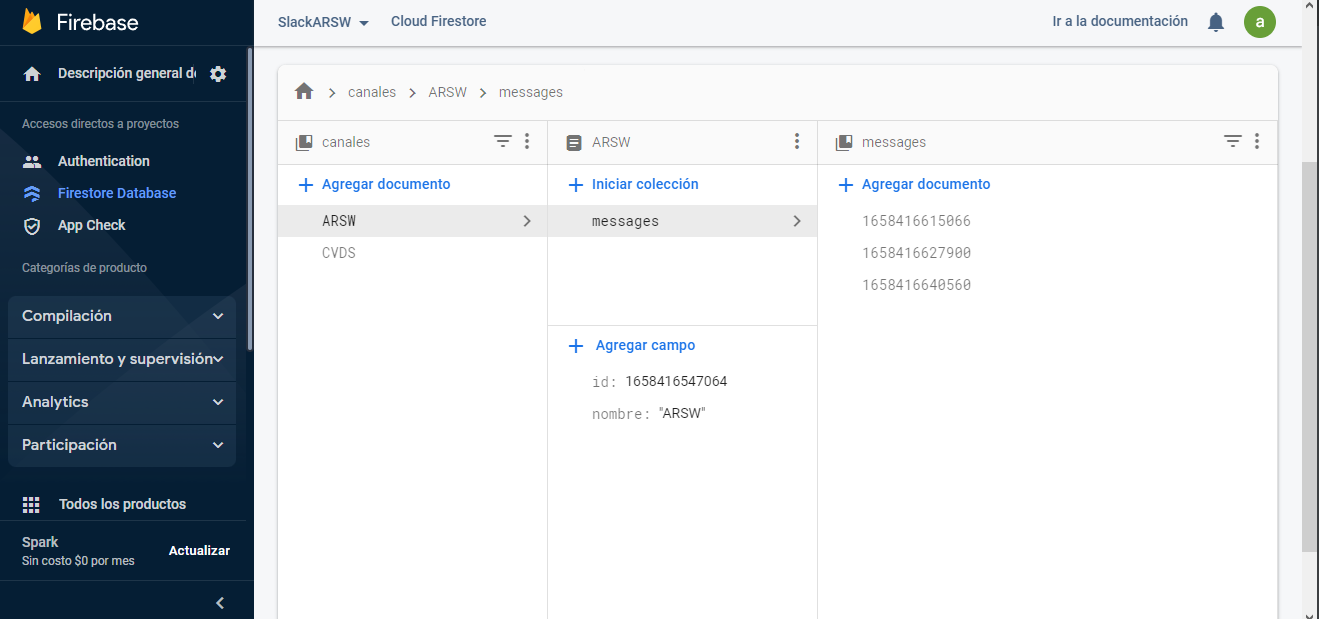 Firebase
Descripción general de
Accesos directos a proyectos
Authentication
Firestore Database
App Check
Categorías de producto
Compilación
Lanzamiento y supervisión
Analytics
Participación
Todos los productos
Spark
Sin costo $0 por mes
Actualizar
SlackARSW
Cloud Firestore
Ir a la documentación
a
canales > ARSW > messages
canales
Agregar documento
ARSW
CVDS
ARSW
Iniciar colección
messages
Agregar campo
id: 1658416547064
nombre: "ARSW"
messages
Agregar documento
1658416615066
1658416627900
1658416640560